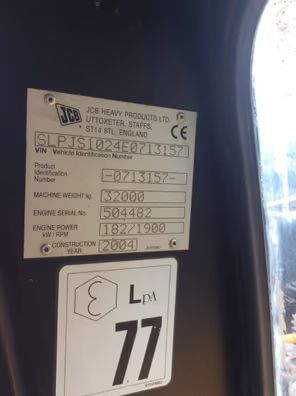 JCB
JCB HEAVY PRODUCTS LTD.
UTTOXETER, STAFFS,
ST14 8TL, ENGLAND
CE
SLPJS1024E0713157
VIN Vehicle Identification Number
Product
Identification
Number
-0713157-
MACHINE WEIGHT kg
32000
ENGINE SERIAL No.
504482
ENGINE POWER
kW / RPM
182/1900
CONSTRUCTION
YEAR
2004
LpA
77